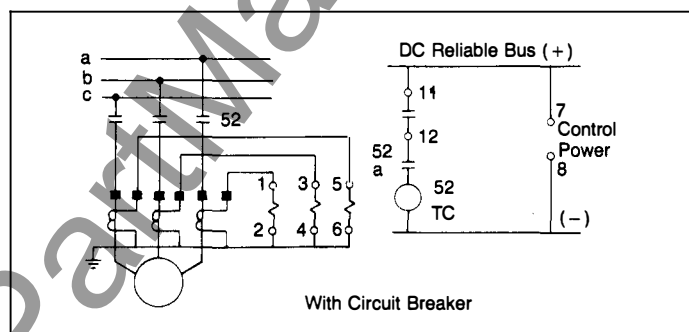 a
b
c
52
1
3
5
2
4
6
DC Reliable Bus (+)
11
12
52
a
52
TC
7
Control
Power
8
(−)
With Circuit Breaker